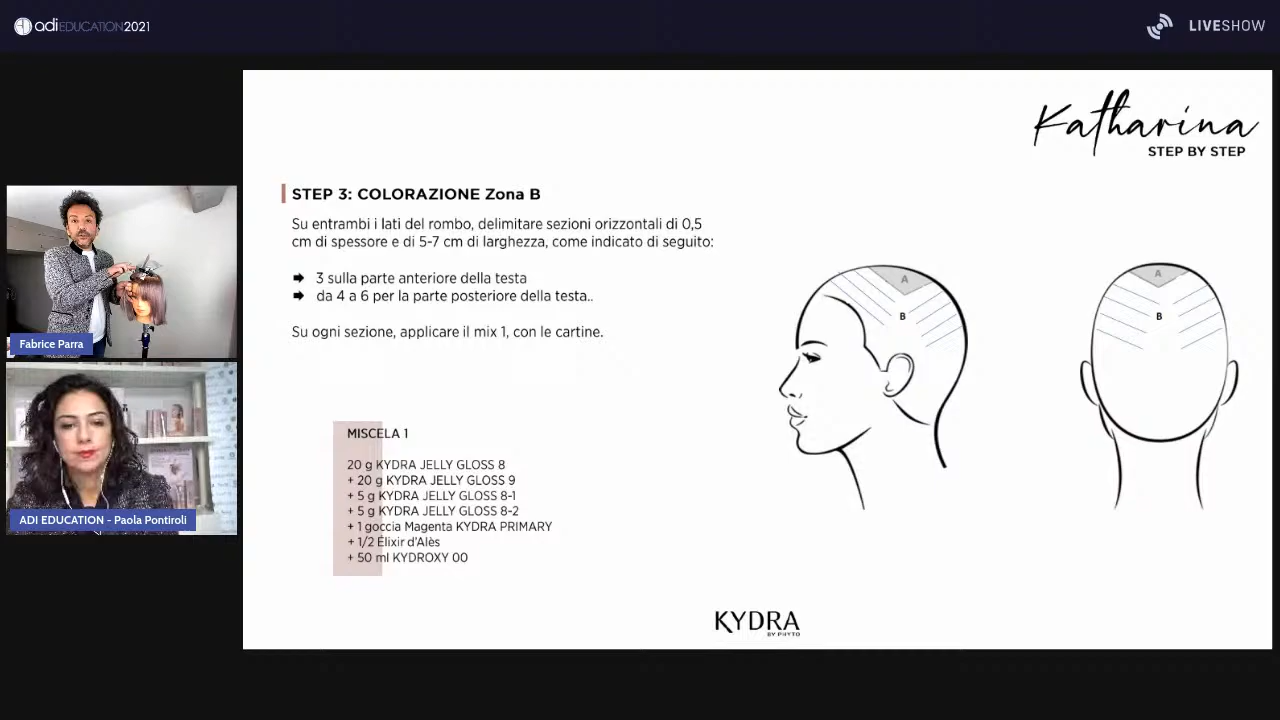 adiEDUCATION2021
LIVESHOW
Katharina
STEP BY STEP
STEP 3: COLORAZIONE Zona B
Su entrambi i lati del rombo, delimitare sezioni orizzontali di 0,5
cm di spessore e di 5-7 cm di larghezza, come indicato di seguito:
➡ 3 sulla parte anteriore della testa
➡ da 4 a 6 per la parte posteriore della testa..
Su ogni sezione, applicare il mix 1, con le cartine.
A
B
A
B
Fabrice Parra
ADI EDUCATION - Paola Pontiroli
MISCELA 1
20 g KYDRA JELLY GLOSS 8
+ 20 g KYDRA JELLY GLOSS 9
+ 5 g KYDRA JELLY GLOSS 8-1
+ 5 g KYDRA JELLY GLOSS 8-2
+ 1 goccia Magenta KYDRA PRIMARY
+ 1/2 Élixir d'Alès
+ 50 ml KYDROXY 00
KYDRA
BY PHYTO